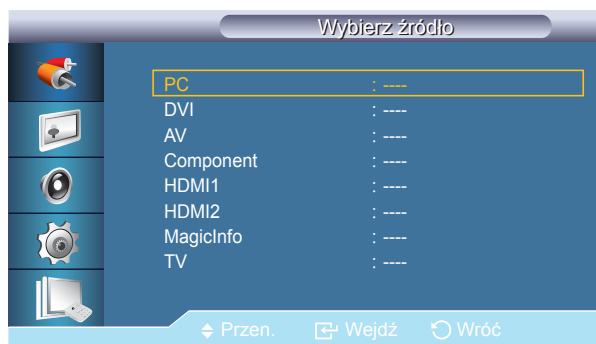 Wybierz źródło
PC : ----
DVI : ----
AV : ----
Component : ----
HDMI1 : ----
HDMI2 : ----
MagicInfo : ----
TV : ----
Przen. Wejdź Wróć